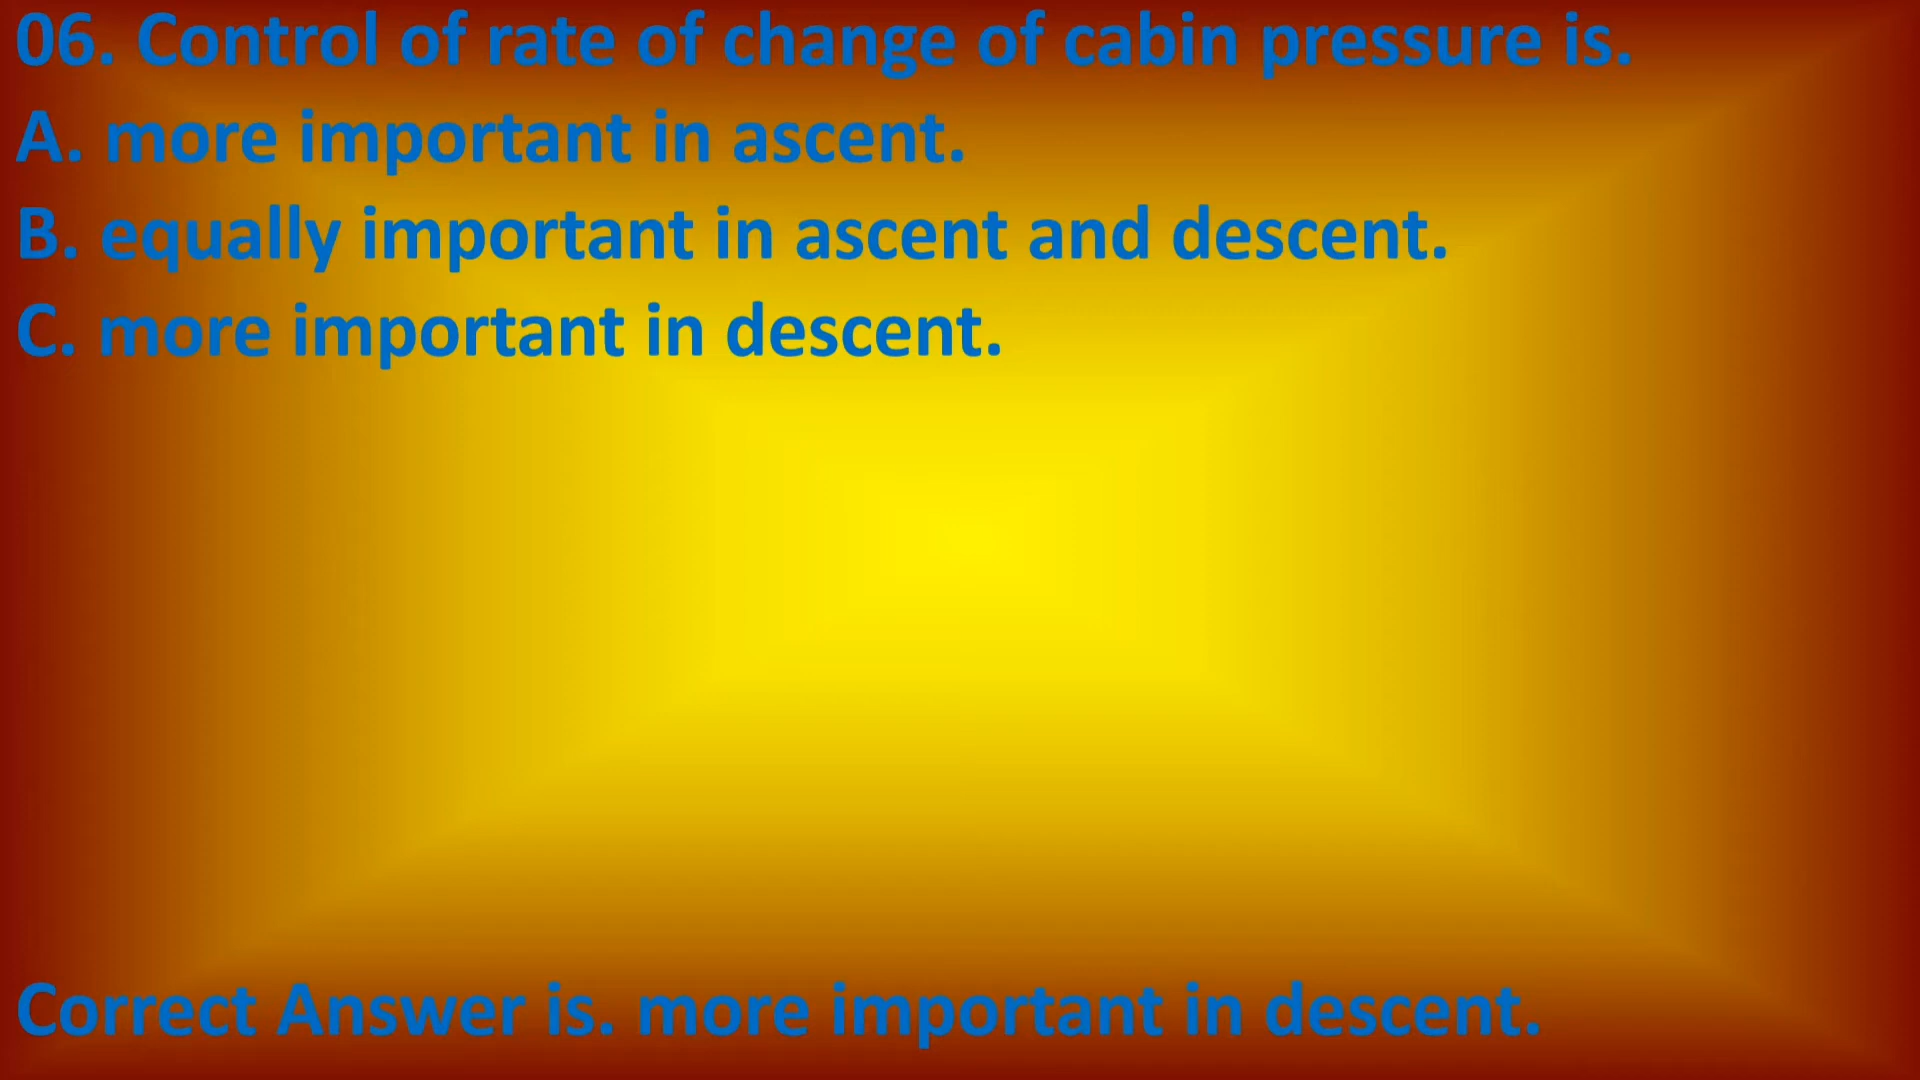 06. Control of rate of change of cabin pressure is.
A. more important in ascent.
B. equally important in ascent and descent.
C. more important in descent.
Correct Answer is. more important in descent.